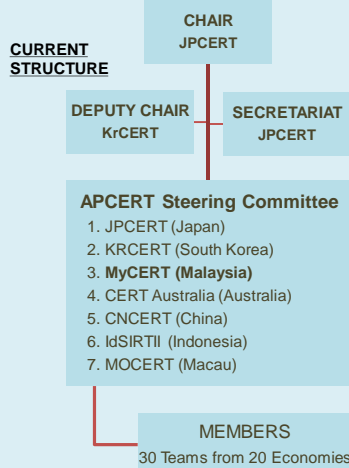 CHAIR
JPCERT
CURRENT
STRUCTURE
DEPUTY CHAIR
KrCERT
SECRETARIAT
JPCERT
APCERT Steering Committee
1. JPCERT (Japan)
2. KRCERT (South Korea)
3. MyCERT (Malaysia)
4. CERT Australia (Australia)
5. CNCERT (China)
6. IdSIRTII (Indonesia)
7. MOCERT (Macau)
MEMBERS
30 Teams from 20 Economies